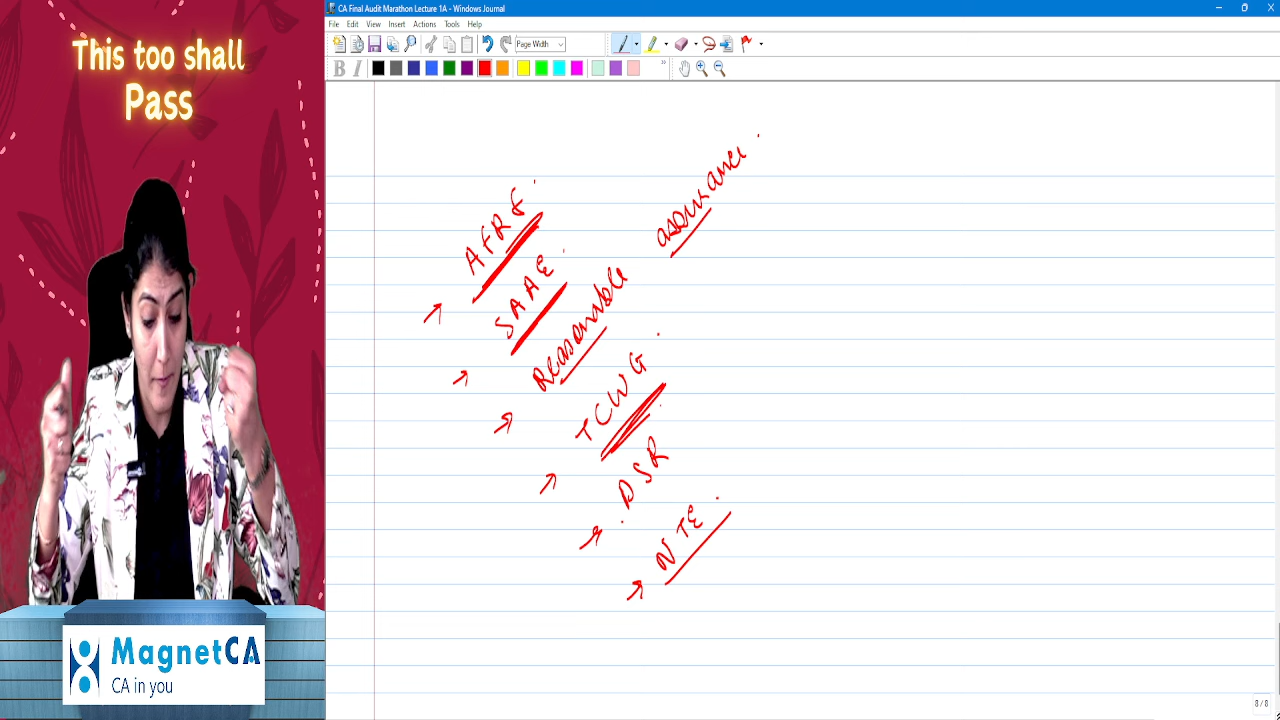 This too shall
Pass
MagnetCA
CA in you
CA Final Audit Marathon Lecture 1A - Windows Journal
File Edit View Insert Actions Tools Help
Page Width
B I
→ AFRF.
→ SAAE.
→ Reasonable assurance.
→ TCWG.
→ DSR
→ NTE.
8 / 8